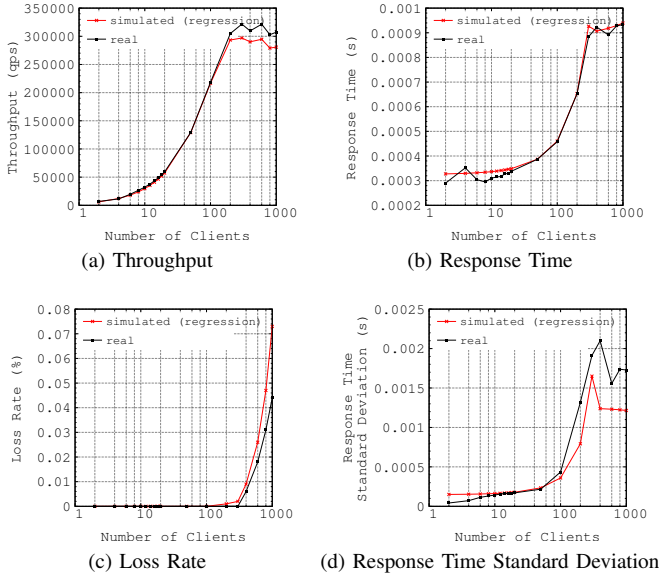 350000
300000
250000
200000
150000
100000
50000
0
Throughput (qps)
simulated (regression)
real
1 10 100 1000
Number of Clients
(a) Throughput
0.001
0.0009
0.0008
0.0007
0.0006
0.0005
0.0004
0.0003
0.0002
Response Time (s)
simulated (regression)
real
1 10 100 1000
Number of Clients
(b) Response Time
0.08
0.07
0.06
0.05
0.04
0.03
0.02
0.01
0
Loss Rate (%)
simulated (regression)
real
1 10 100 1000
Number of Clients
(c) Loss Rate
0.0025
0.002
0.0015
0.001
0.0005
0
Response Time
Standard Deviation (s)
simulated (regression)
real
1 10 100 1000
Number of Clients
(d) Response Time Standard Deviation